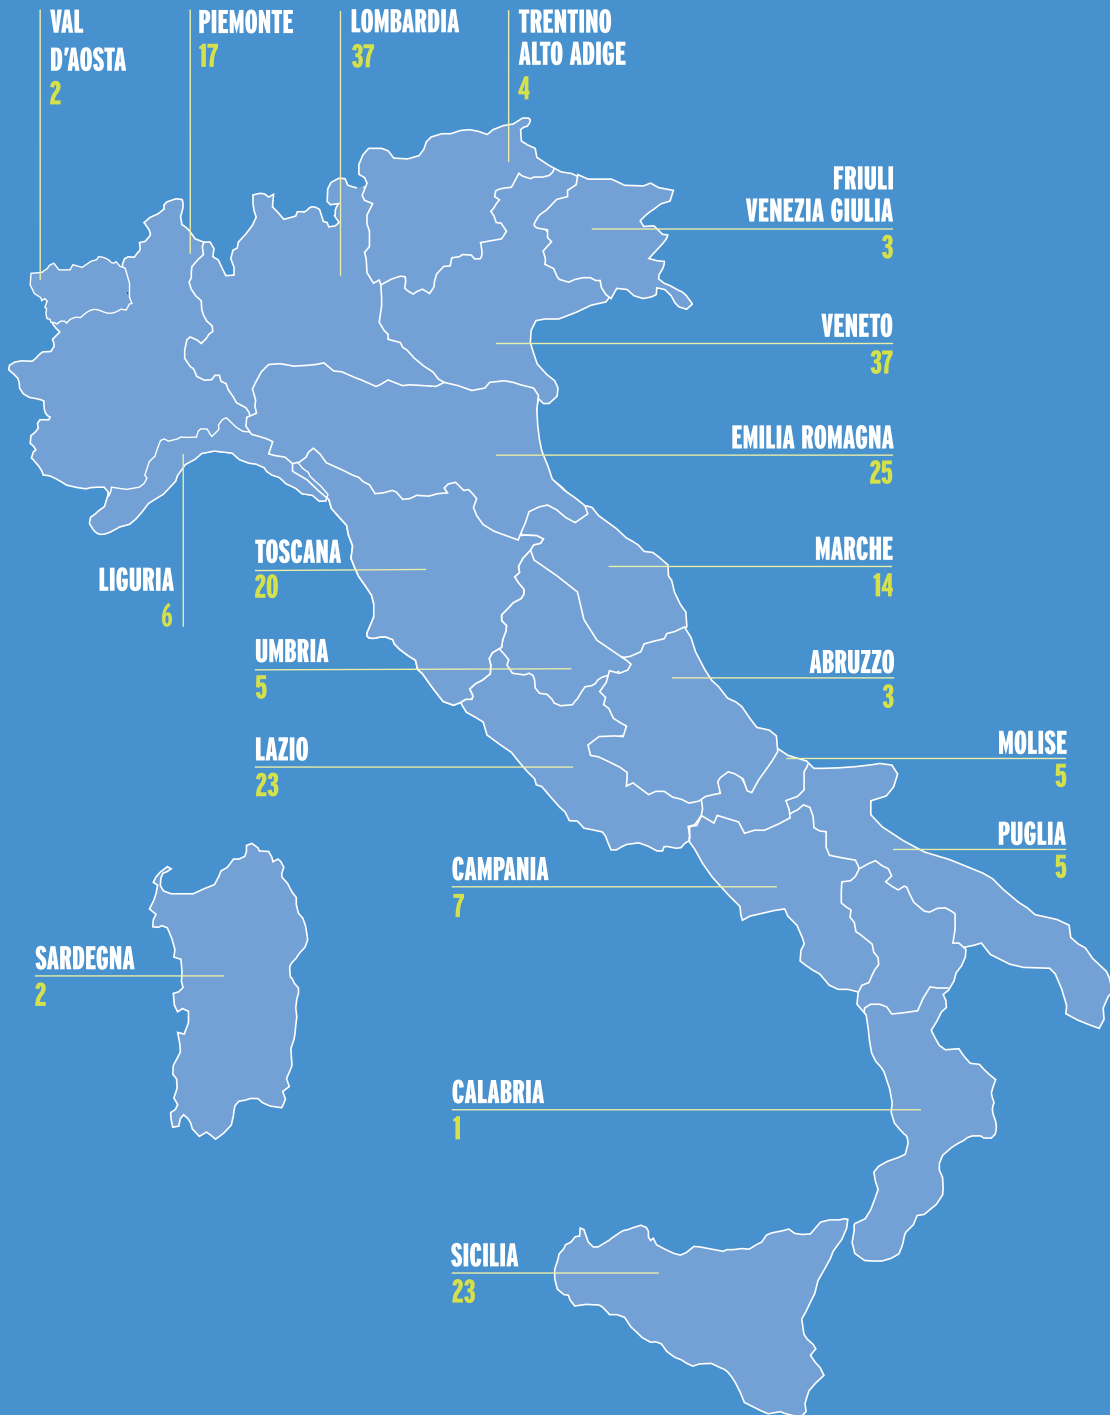 VAL
D'AOSTA
2
PIEMONTE
17
LOMBARDIA
37
TRENTINO
ALTO ADIGE
4
FRIULI
VENEZIA GIULIA
3
VENETO
37
EMILIA ROMAGNA
25
TOSCANA
20
MARCHE
14
LIGURIA
6
UMBRIA
5
ABRUZZO
3
LAZIO
23
MOLISE
5
PUGLIA
5
CAMPANIA
7
SARDEGNA
2
CALABRIA
1
SICILIA
23